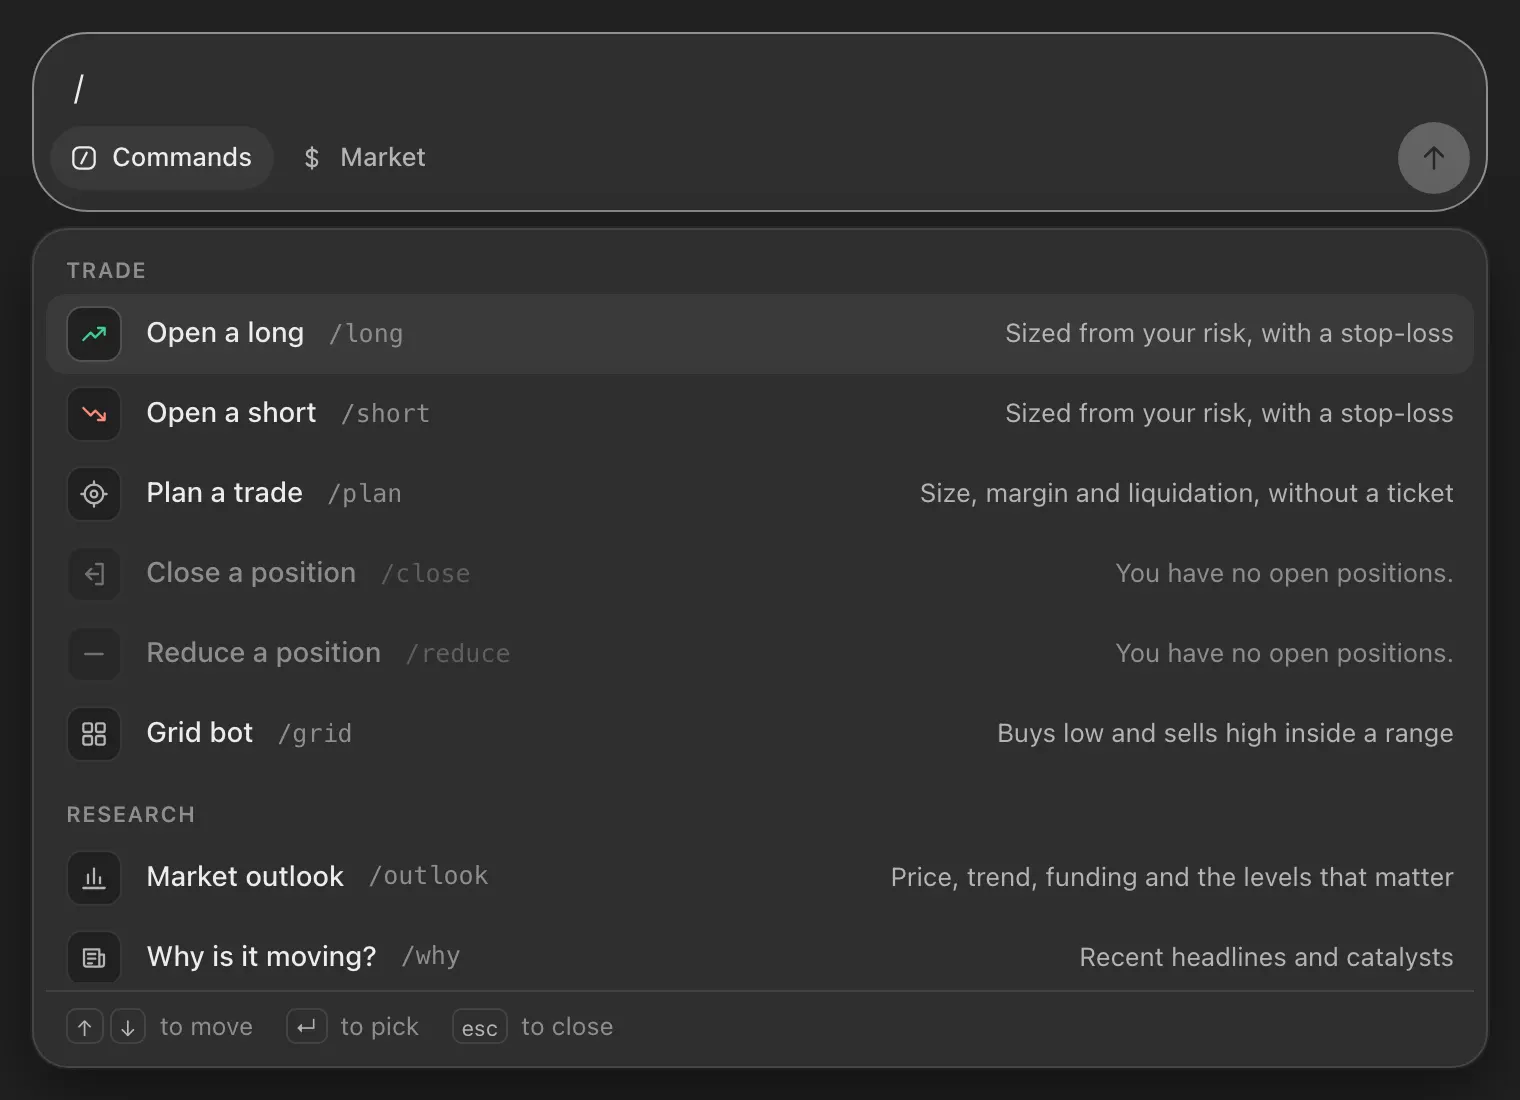 /
Commands $ Market
TRADE
Open a long /long Sized from your risk, with a stop-loss
Open a short /short Sized from your risk, with a stop-loss
Plan a trade /plan Size, margin and liquidation, without a ticket
Close a position /close You have no open positions.
Reduce a position /reduce You have no open positions.
Grid bot /grid Buys low and sells high inside a range
RESEARCH
Market outlook /outlook Price, trend, funding and the levels that matter
Why is it moving? /why Recent headlines and catalysts
↑ ↓ to move ↵ to pick esc to close